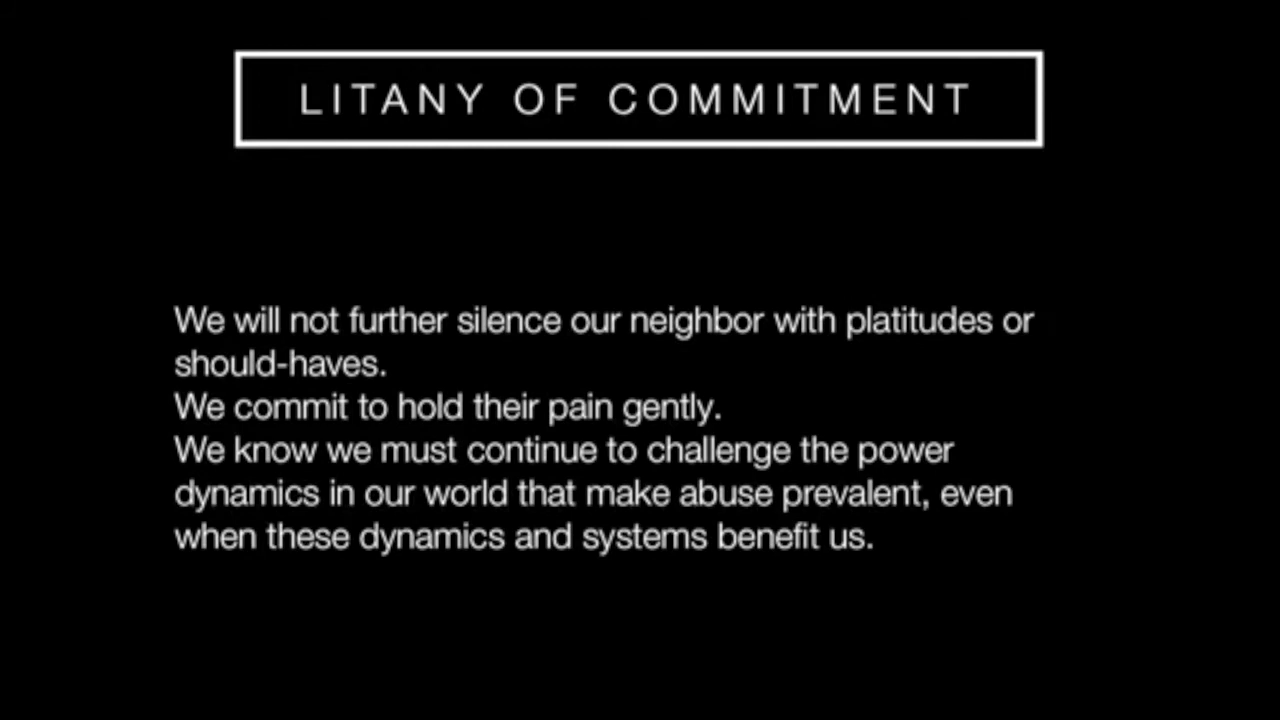 LITANY OF COMMITMENT
We will not further silence our neighbor with platitudes or
should-haves.
We commit to hold their pain gently.
We know we must continue to challenge the power
dynamics in our world that make abuse prevalent, even
when these dynamics and systems benefit us.